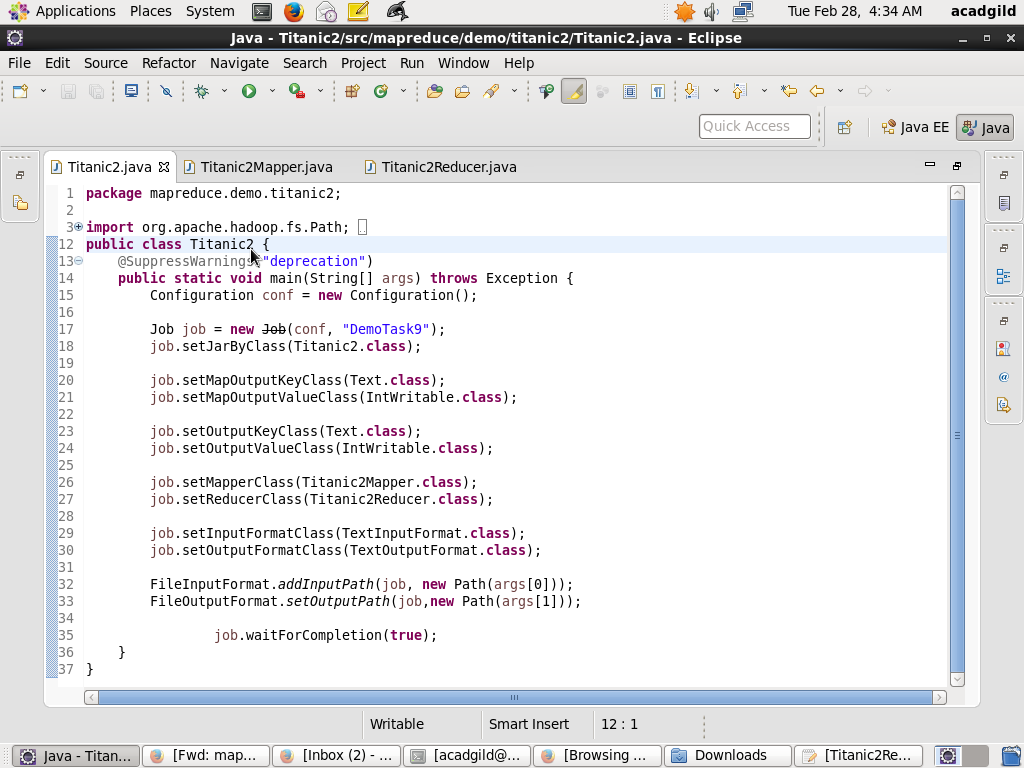 Applications Places System Tue Feb 28, 4:34 AM acadgild
Java - Titanic2/src/mapreduce/demo/titanic2/Titanic2.java - Eclipse
File Edit Source Refactor Navigate Search Project Run Window Help
Quick Access Java EE Java
Titanic2.java Titanic2Mapper.java Titanic2Reducer.java
1 package mapreduce.demo.titanic2;
2
3 import org.apache.hadoop.fs.Path;
12 public class Titanic2 {
13 @SuppressWarnings("deprecation")
14 public static void main(String[] args) throws Exception {
15 Configuration conf = new Configuration();
16
17 Job job = new Job(conf, "DemoTask9");
18 job.setJarByClass(Titanic2.class);
19
20 job.setMapOutputKeyClass(Text.class);
21 job.setMapOutputValueClass(IntWritable.class);
22
23 job.setOutputKeyClass(Text.class);
24 job.setOutputValueClass(IntWritable.class);
25
26 job.setMapperClass(Titanic2Mapper.class);
27 job.setReducerClass(Titanic2Reducer.class);
28
29 job.setInputFormatClass(TextInputFormat.class);
30 job.setOutputFormatClass(TextOutputFormat.class);
31
32 FileInputFormat.addInputPath(job, new Path(args[0]));
33 FileOutputFormat.setOutputPath(job,new Path(args[1]));
34
35 job.waitForCompletion(true);
36 }
37 }
Writable Smart Insert 12 : 1
Java - Titan... [Fwd: map... [Inbox (2) - ... [acadgild@... [Browsing ... Downloads [Titanic2Re...